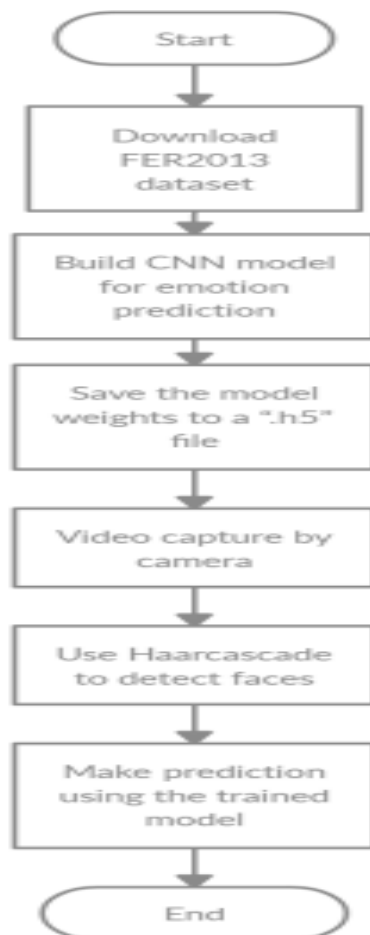 Start
Download
FER2013
dataset
Build CNN model
for emotion
prediction
Save the model
weights to a “.h5”
file
Video capture by
camera
Use Haarcascade
to detect faces
Make prediction
using the trained
model
End